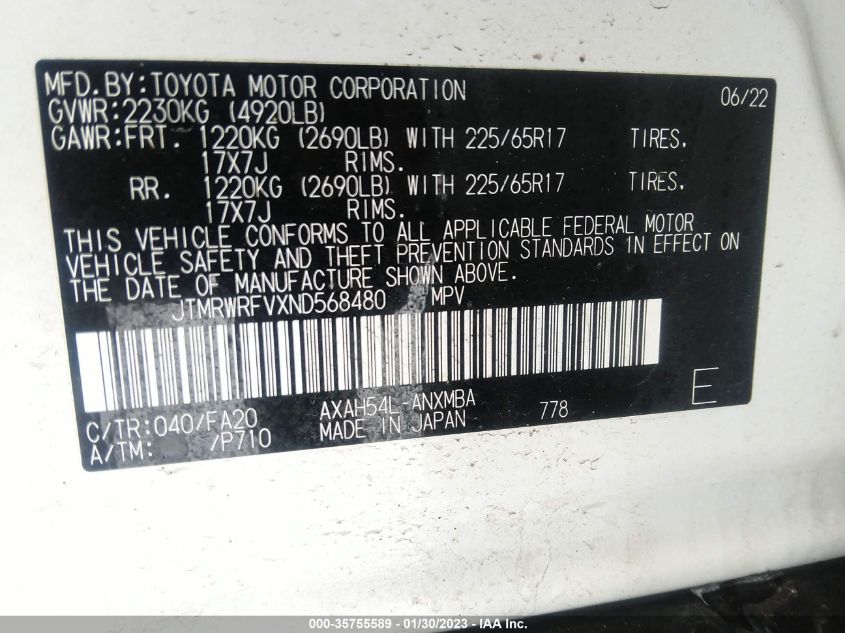 MFD.BY:TOYOTA MOTOR CORPORATION 06/22
GVWR:2230KG (4920LB)
GAWR:FRT. 1220KG (2690LB) WITH 225/65R17 TIRES.
17X7J RIMS.
RR. 1220KG (2690LB) WITH 225/65R17 TIRES.
17X7J RIMS.
THIS VEHICLE CONFORMS TO ALL APPLICABLE FEDERAL MOTOR
VEHICLE SAFETY AND THEFT PREVENTION STANDARDS IN EFFECT ON
THE DATE OF MANUFACTURE SHOWN ABOVE.
JTMRWRFVXND568480 MPV
C/TR:040/FA20 AXAH54L-ANXMBA 778 E
A/TM: /P710 MADE IN JAPAN
000-35755589 - 01/30/2023 - IAA Inc.